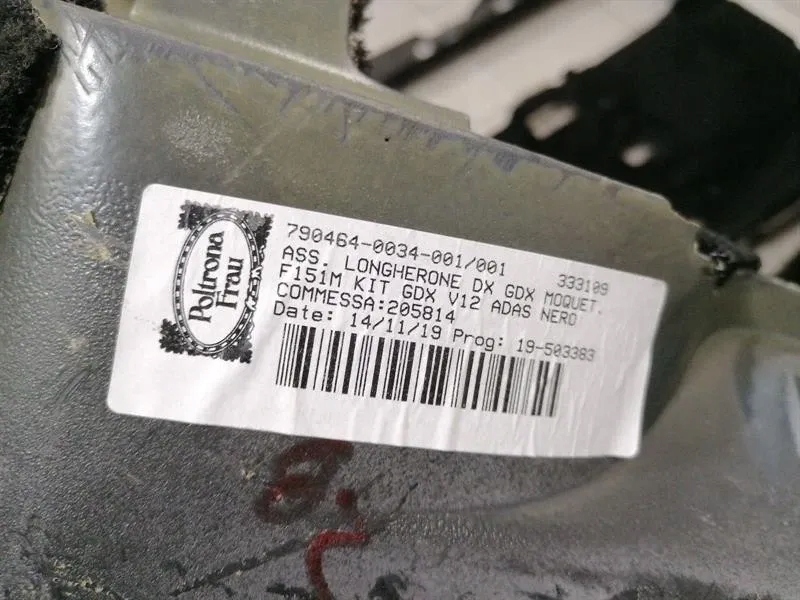 Poltrona
Frau
790464-0034-001/001 333109
ASS. LONGHERONE DX GDX MOQUET.
F151M KIT GDX V12 ADAS NERO
COMMESSA:205814
Date: 14/11/19 Prog: 19-503383